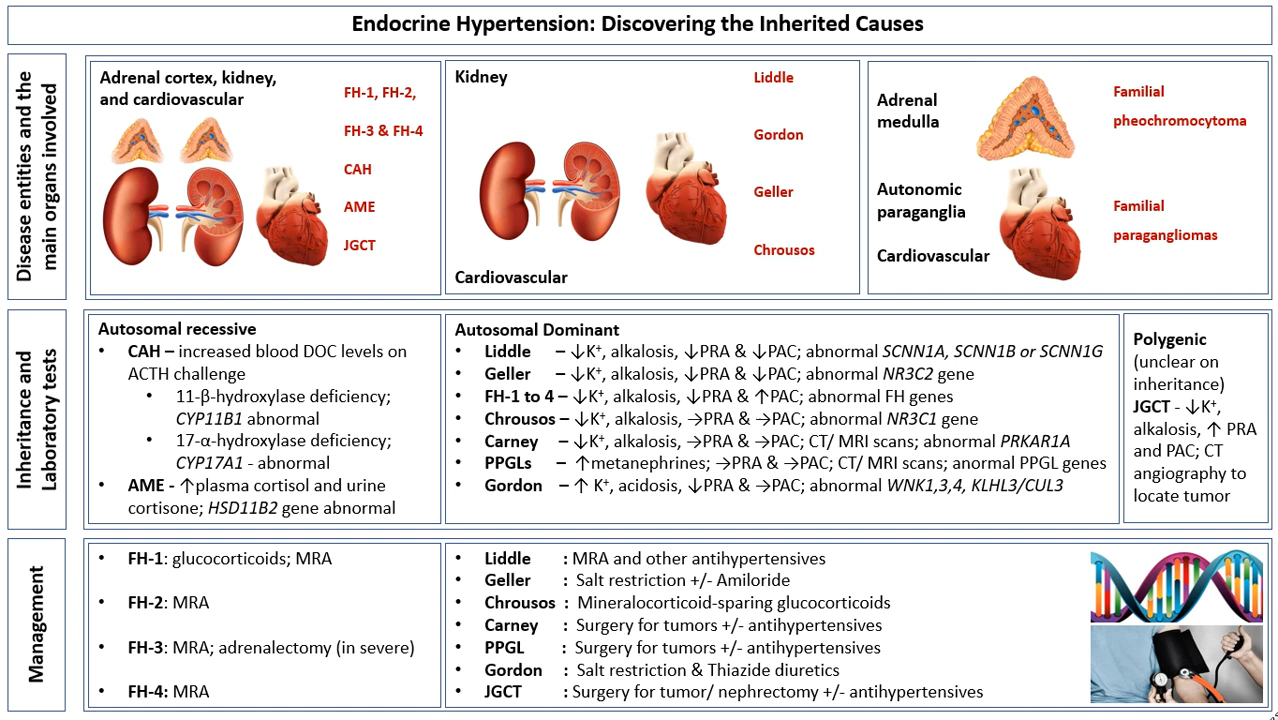 Endocrine Hypertension: Discovering the Inherited Causes
Disease entities and the
main organs involved
Adrenal cortex, kidney,
and cardiovascular
FH-1, FH-2,
FH-3 & FH-4
CAH
AME
JGCT
Kidney
Cardiovascular
Liddle
Gordon
Geller
Chrousos
Adrenal
medulla
Autonomic
paraganglia
Cardiovascular
Familial
pheochromocytoma
Familial
paragangliomas
Inheritance and
Laboratory tests
Autosomal recessive
• CAH – increased blood DOC levels on
ACTH challenge
• 11-β-hydroxylase deficiency;
CYP11B1 abnormal
• 17-α-hydroxylase deficiency;
CYP17A1 - abnormal
• AME - ↑plasma cortisol and urine
cortisone; HSD11B2 gene abnormal
Autosomal Dominant
• Liddle – ↓K⁺, alkalosis, ↓PRA & ↓PAC; abnormal SCNN1A, SCNN1B or SCNN1G
• Geller – ↓K⁺, alkalosis, ↓PRA & ↓PAC; abnormal NR3C2 gene
• FH-1 to 4 – ↓K⁺, alkalosis, ↓PRA & ↑PAC; abnormal FH genes
• Chrousos – ↓K⁺, alkalosis, →PRA & →PAC; abnormal NR3C1 gene
• Carney – ↓K⁺, alkalosis, →PRA & →PAC; CT/ MRI scans; abnormal PRKAR1A
• PPGLs – ↑metanephrines; →PRA & →PAC; CT/ MRI scans; anormal PPGL genes
• Gordon – ↑ K⁺, acidosis, ↓PRA & →PAC; abnormal WNK1,3,4, KLHL3/CUL3
Polygenic
(unclear on
inheritance)
JGCT - ↓K⁺,
alkalosis, ↑ PRA
and PAC; CT
angiography to
locate tumor
Management
• FH-1: glucocorticoids; MRA
• FH-2: MRA
• FH-3: MRA; adrenalectomy (in severe)
• FH-4: MRA
• Liddle : MRA and other antihypertensives
• Geller : Salt restriction +/- Amiloride
• Chrousos : Mineralocorticoid-sparing glucocorticoids
• Carney : Surgery for tumors +/- antihypertensives
• PPGL : Surgery for tumors +/- antihypertensives
• Gordon : Salt restriction & Thiazide diuretics
• JGCT : Surgery for tumor/ nephrectomy +/- antihypertensives